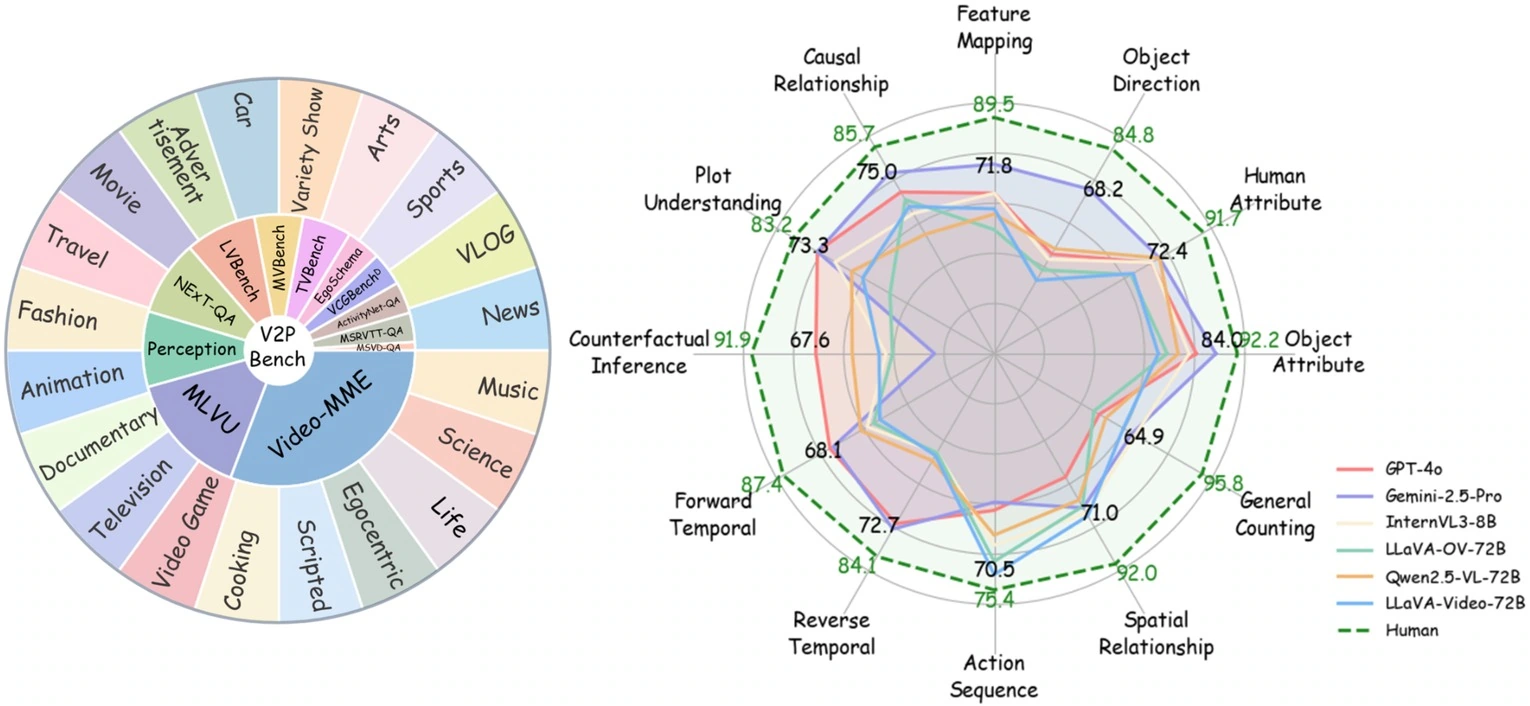 Car
Variety Show
Arts
Sports
VLOG
News
Music
Science
Life
Egocentric
Scripted
Cooking
Video Game
Television
Documentary
Animation
Fashion
Travel
Movie
Adver
tisement
V2P
Bench
LVBench
MVBench
TVBench
EgoSchema
VCGBenchD
ActivityNet-QA
MSRVTT-QA
MSVD-QA
Video-MME
MLVU
Perception
NExT-QA
Feature
Mapping
89.5
71.8
Object
Direction
84.8
68.2
Human
Attribute
91.7
72.4
Object
Attribute
92.2
84.0
General
Counting
95.8
64.9
Spatial
Relationship
92.0
71.0
Action
Sequence
75.4
70.5
Reverse
Temporal
84.1
72.7
Forward
Temporal
87.4
68.1
Counterfactual
Inference
91.9
67.6
Plot
Understanding
83.2
73.3
Causal
Relationship
85.7
75.0
GPT-4o
Gemini-2.5-Pro
InternVL3-8B
LLaVA-OV-72B
Qwen2.5-VL-72B
LLaVA-Video-72B
Human